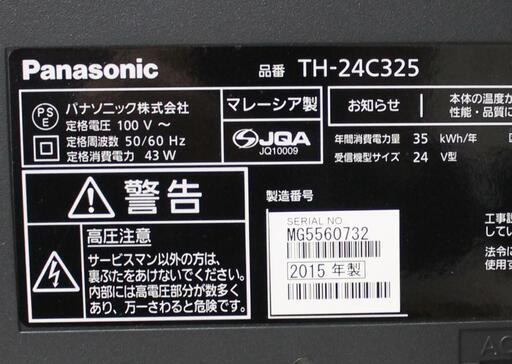 Panasonic
品番 TH-24C325
PS E
パナソニック株式会社
定格電圧 100 V ～
定格周波数 50/60 Hz
定格消費電力 43 W
マレーシア製
JQA
JQ10009
お知らせ
本体の温度が
性能・品質に
年間消費電力量 35 kWh/年
受信機型サイズ 24 V型
警告
高圧注意
サービスマン以外の方は、
裏ぶたをあけないでください。
内部には高電圧部分が数多く
あり、万一さわると危険です。
製造番号
SERIAL NO
MG5560732
2015 年製
工事設
してい
法令に
使用す